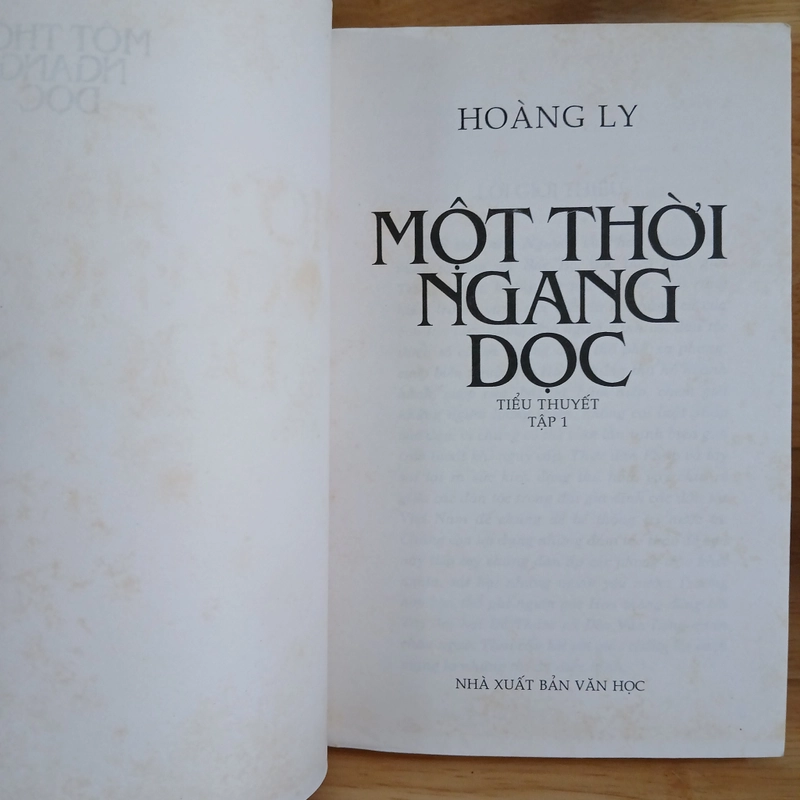 HOÀNG LY
MỘT THỜI
NGANG
DỌC
TIỂU THUYẾT
TẬP 1
NHÀ XUẤT BẢN VĂN HỌC